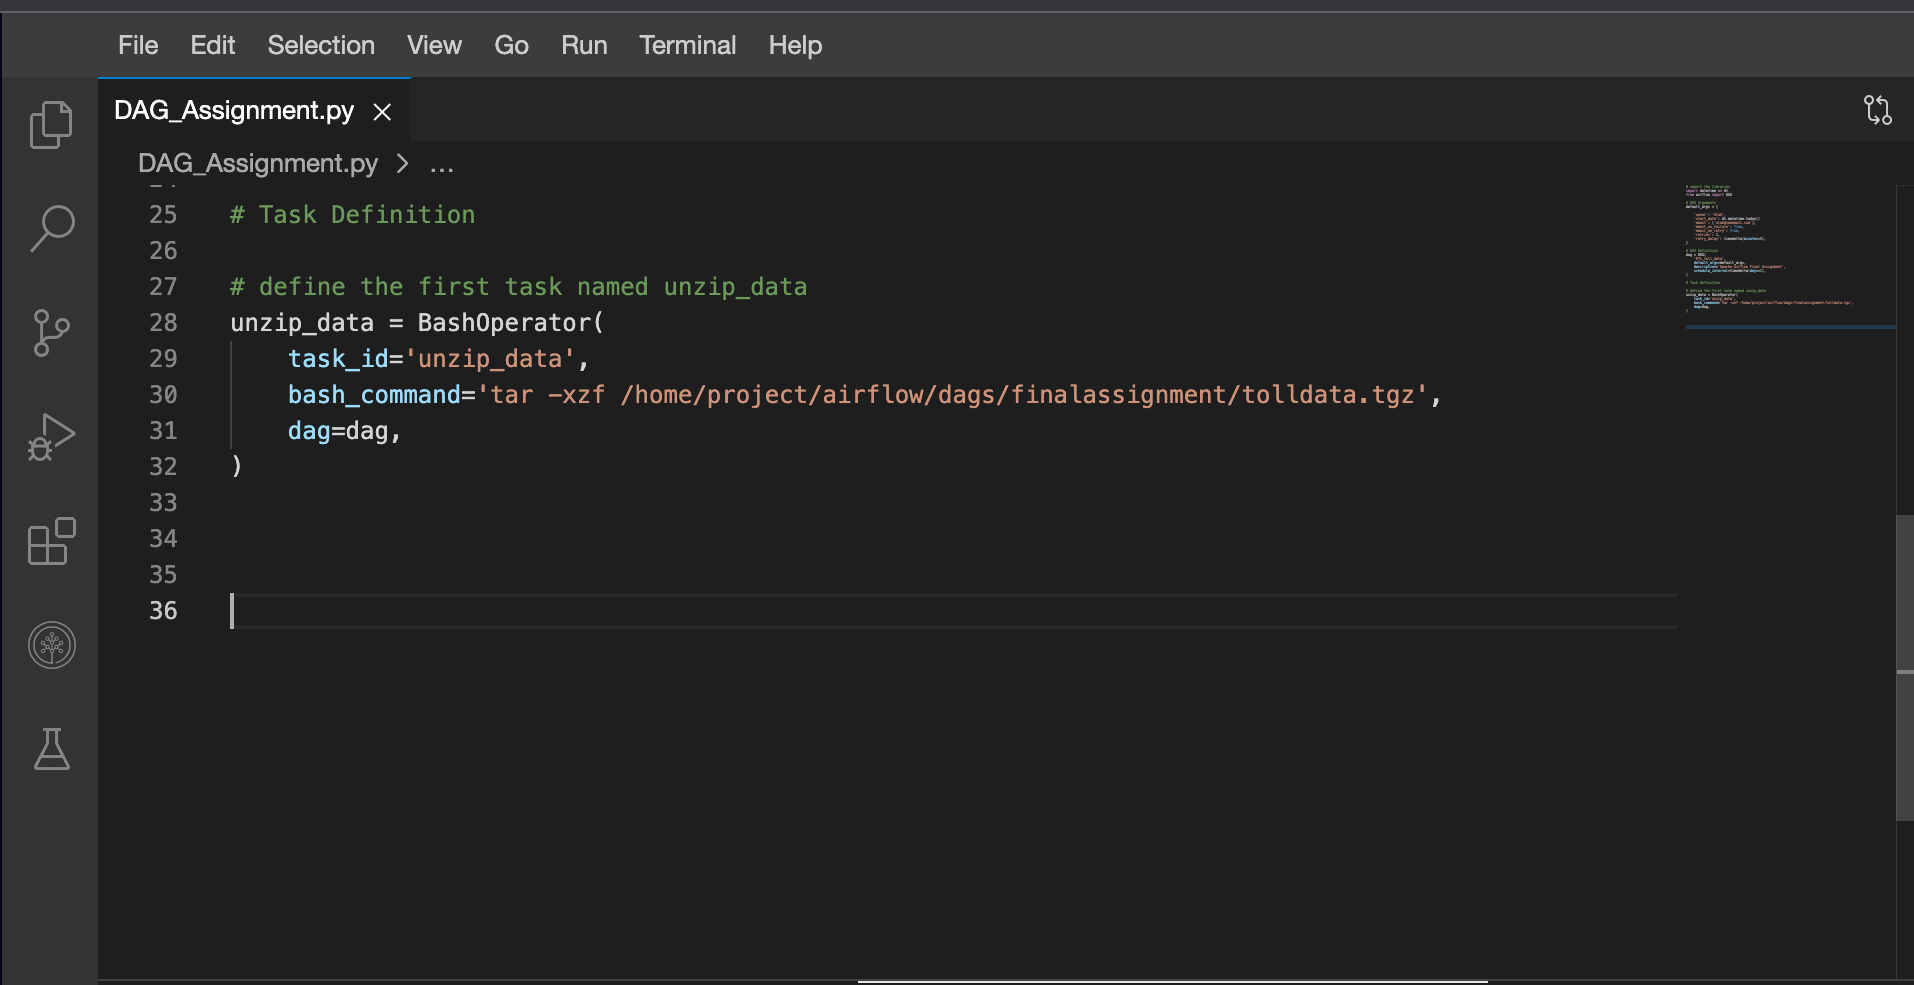 File Edit Selection View Go Run Terminal Help
DAG_Assignment.py
DAG_Assignment.py > ...
25 # Task Definition
26
27 # define the first task named unzip_data
28 unzip_data = BashOperator(
29     task_id='unzip_data',
30     bash_command='tar -xzf /home/project/airflow/dags/finalassignment/tolldata.tgz',
31     dag=dag,
32 )
33
34
35
36